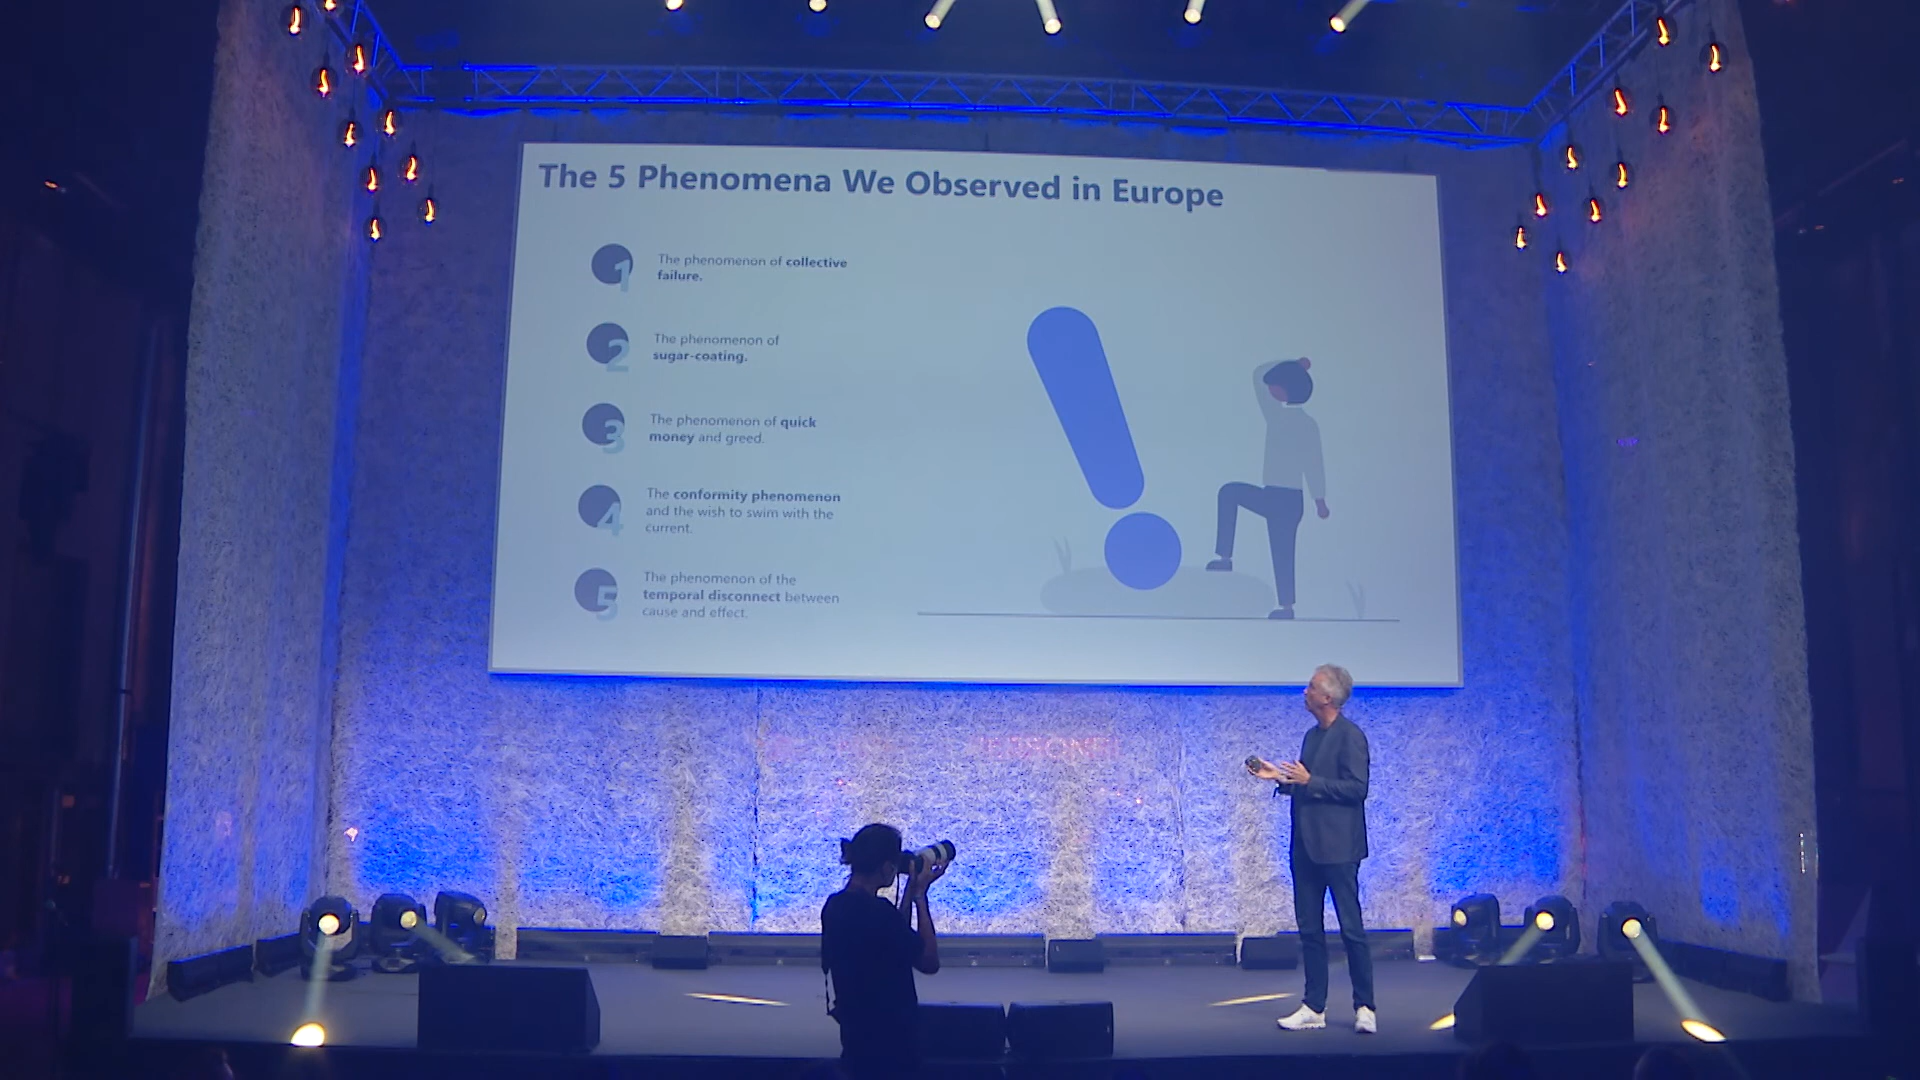 The 5 Phenomena We Observed in Europe
1
The phenomenon of collective
failure.
2
The phenomenon of
sugar-coating.
3
The phenomenon of quick
money and greed.
4
The conformity phenomenon
and the wish to swim with the
current.
5
The phenomenon of the
temporal disconnect between
cause and effect.